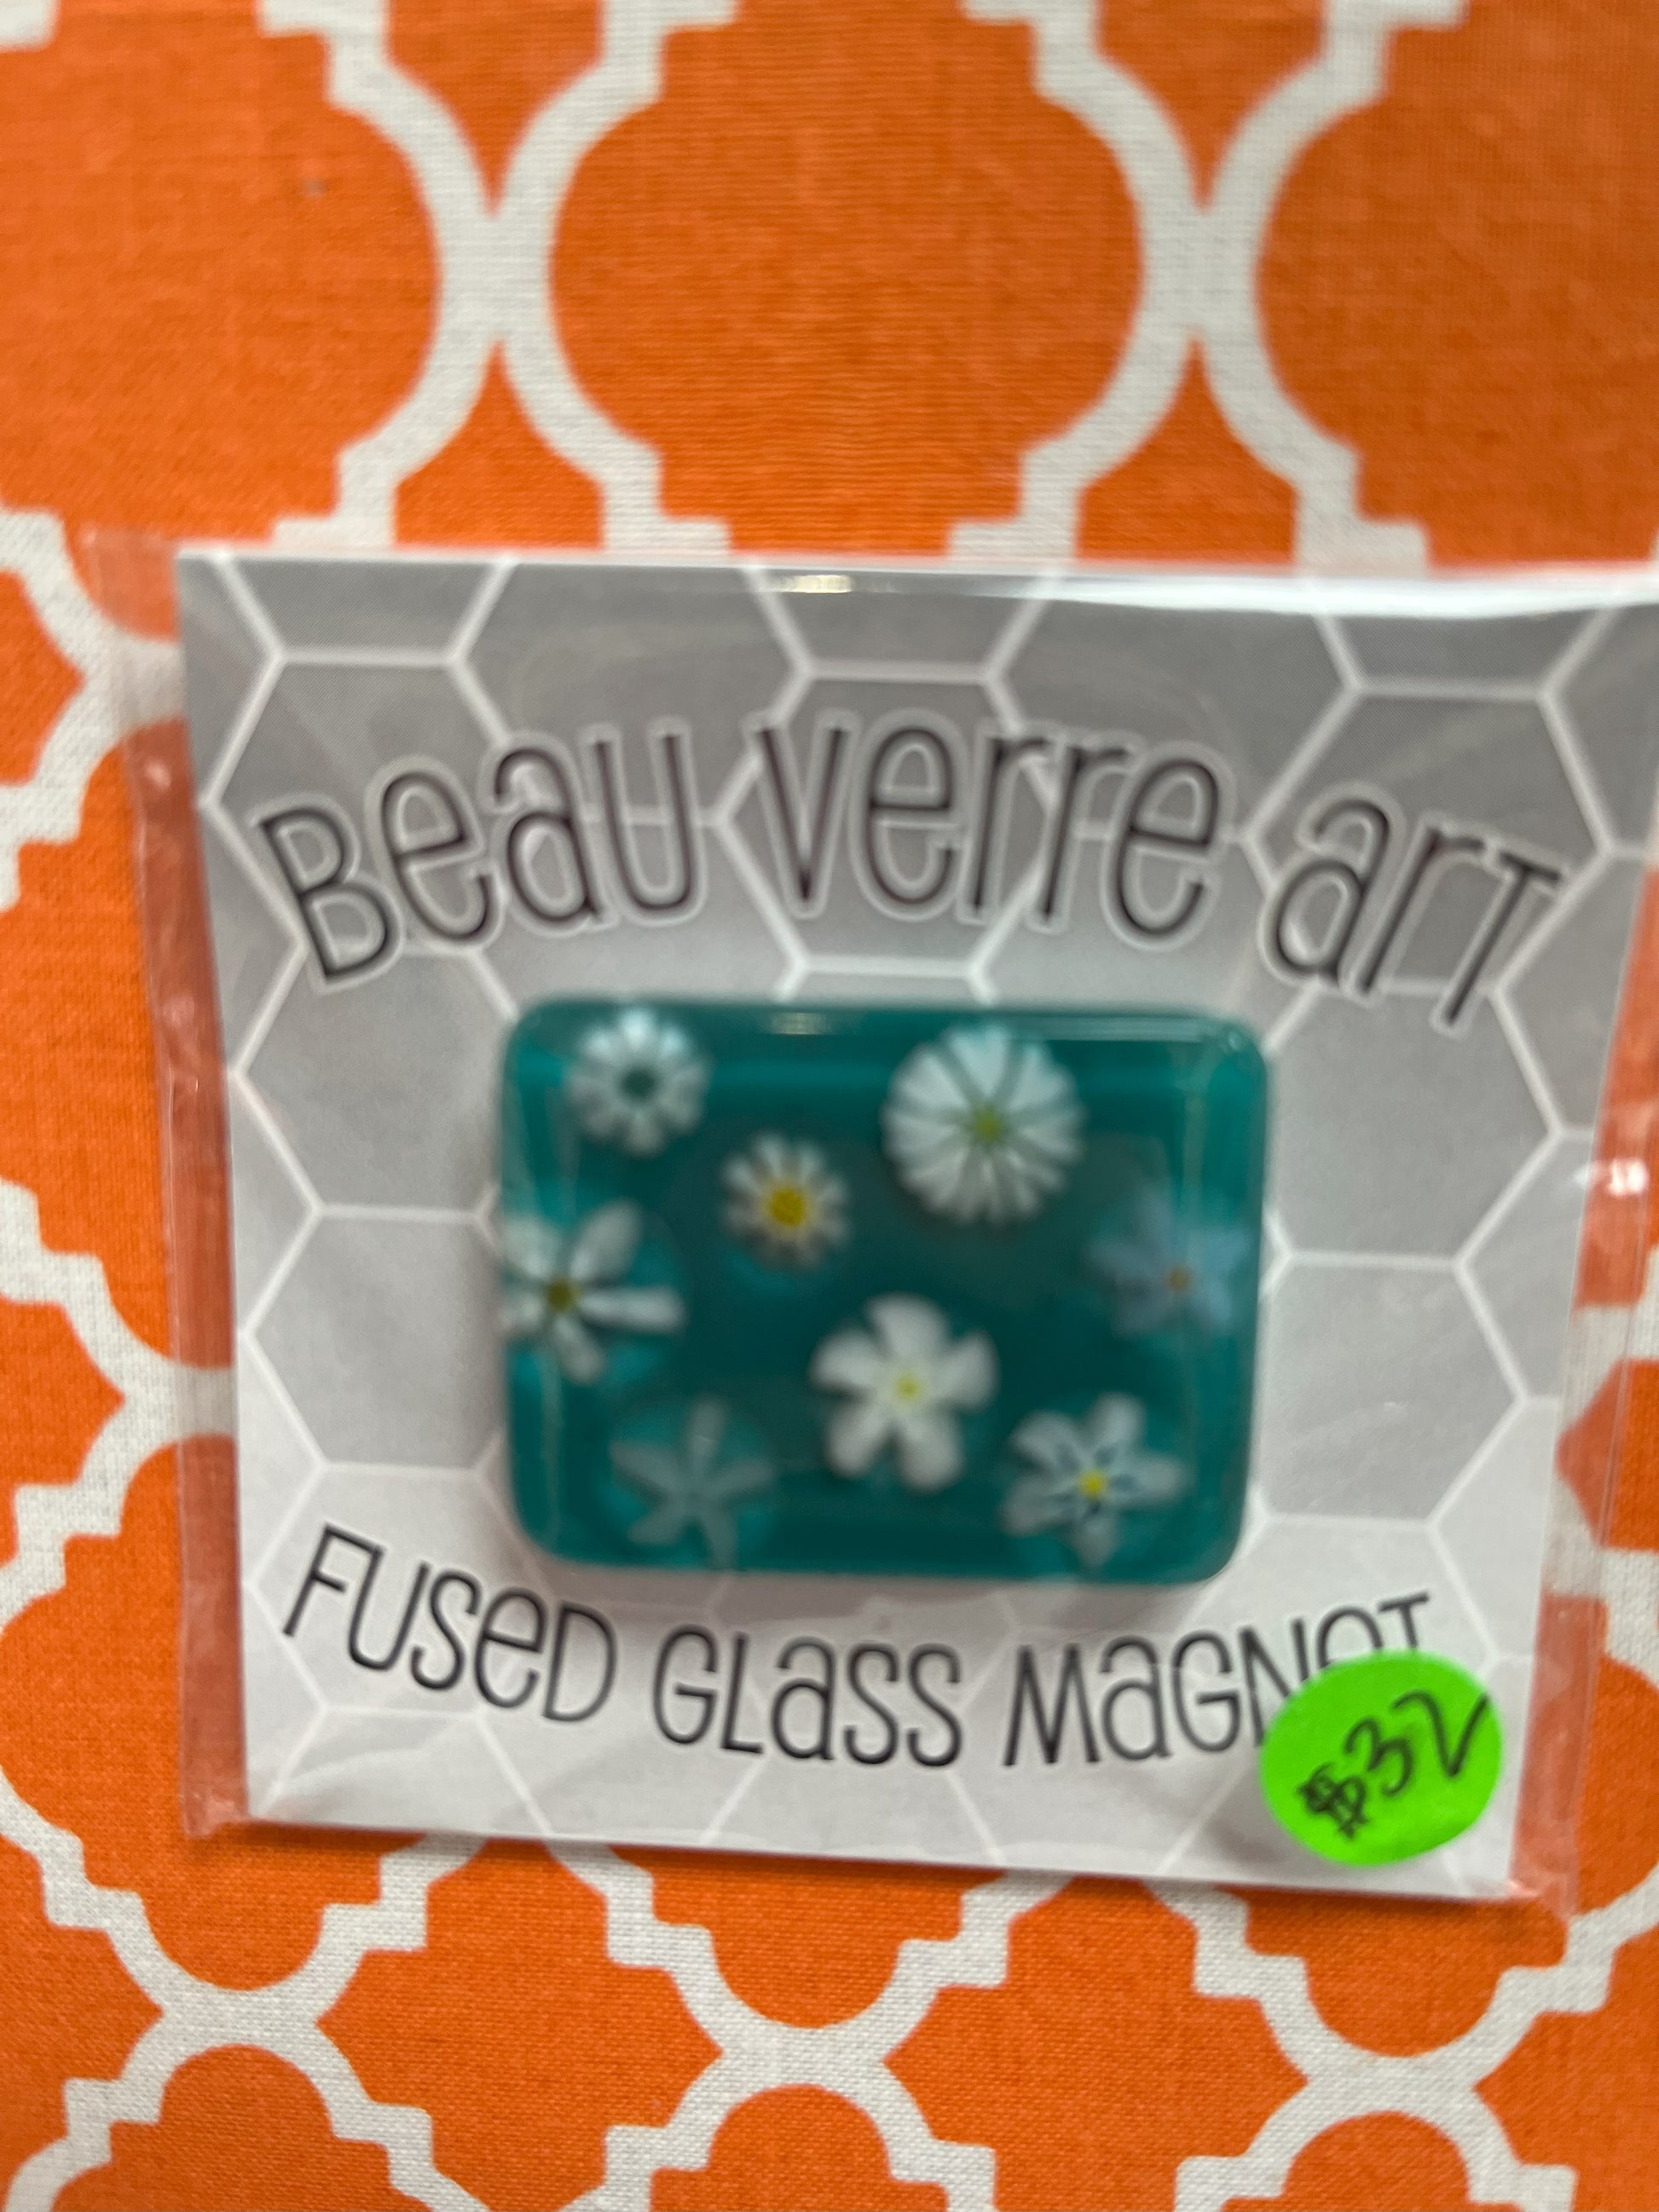 Beau verre art
Fused Glass Magnet
$32